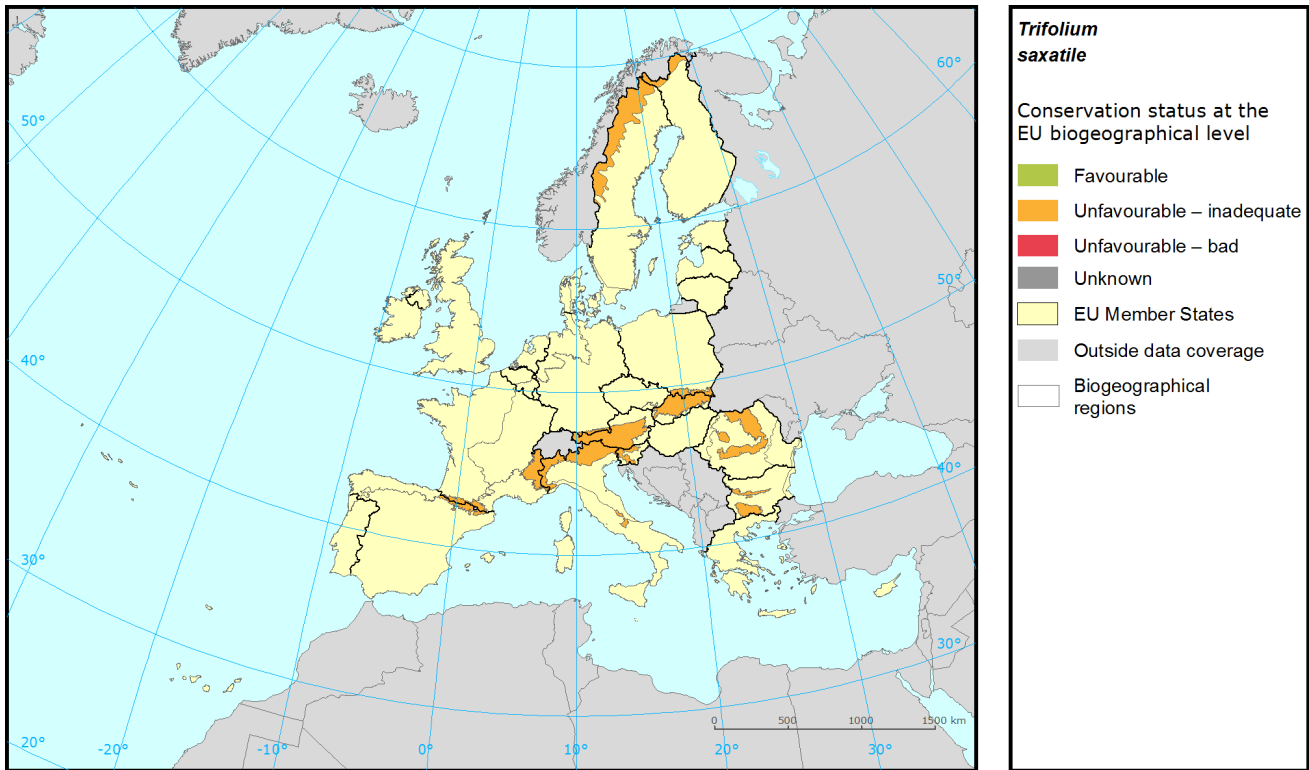 Trifolium
saxatile
Conservation status at the
EU biogeographical level
Favourable
Unfavourable – inadequate
Unfavourable – bad
Unknown
EU Member States
Outside data coverage
Biogeographical
regions
60°
50°
50°
40°
40°
30°
30°
20°
-20°
-10°
0°
10°
20°
30°
0
500
1000
1500 km